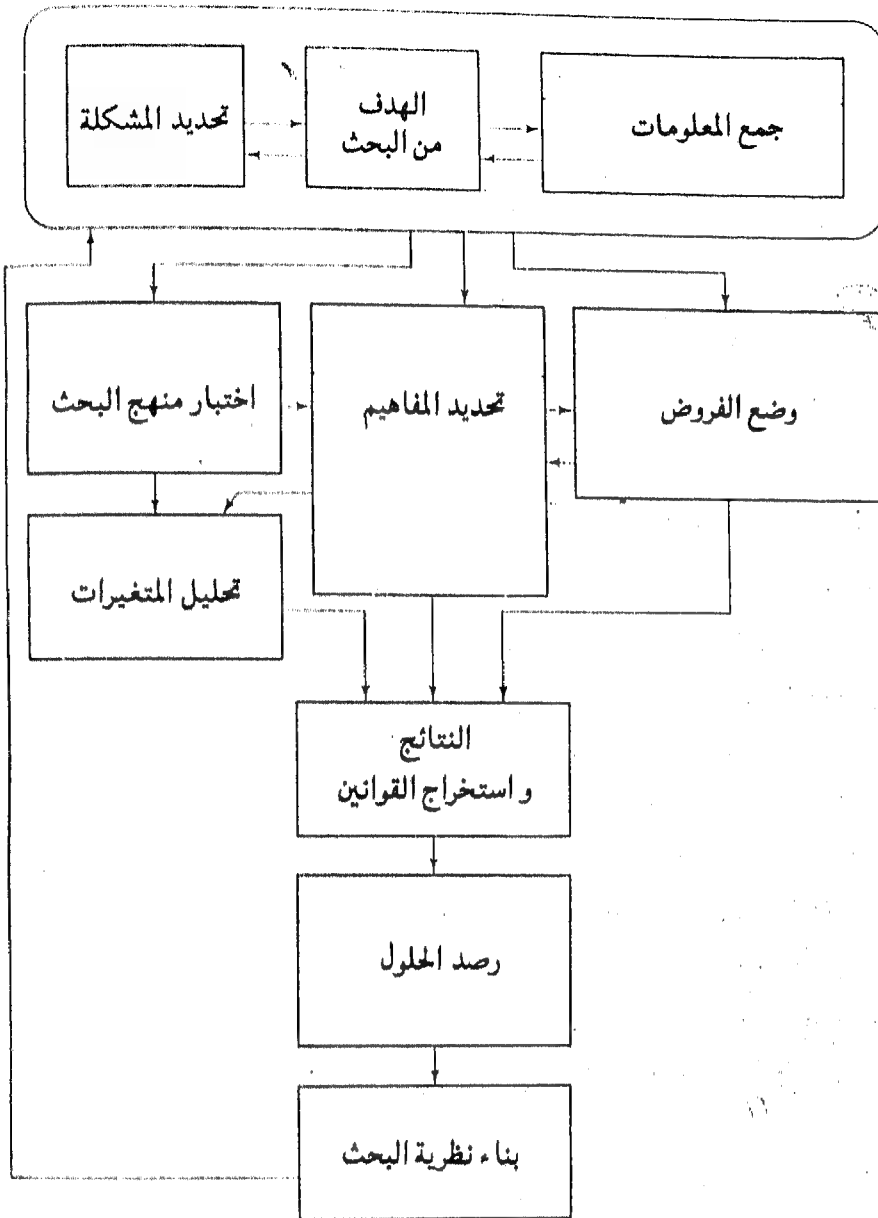 جمع المعلومات
الهدف
من البحث
تحديد المشكلة
وضع الفروض
تحديد المفاهيم
اختبار منهج البحث
تحليل المتغيرات
النتائج
و استخراج القوانين
رصد الحلول
بناء نظرية البحث